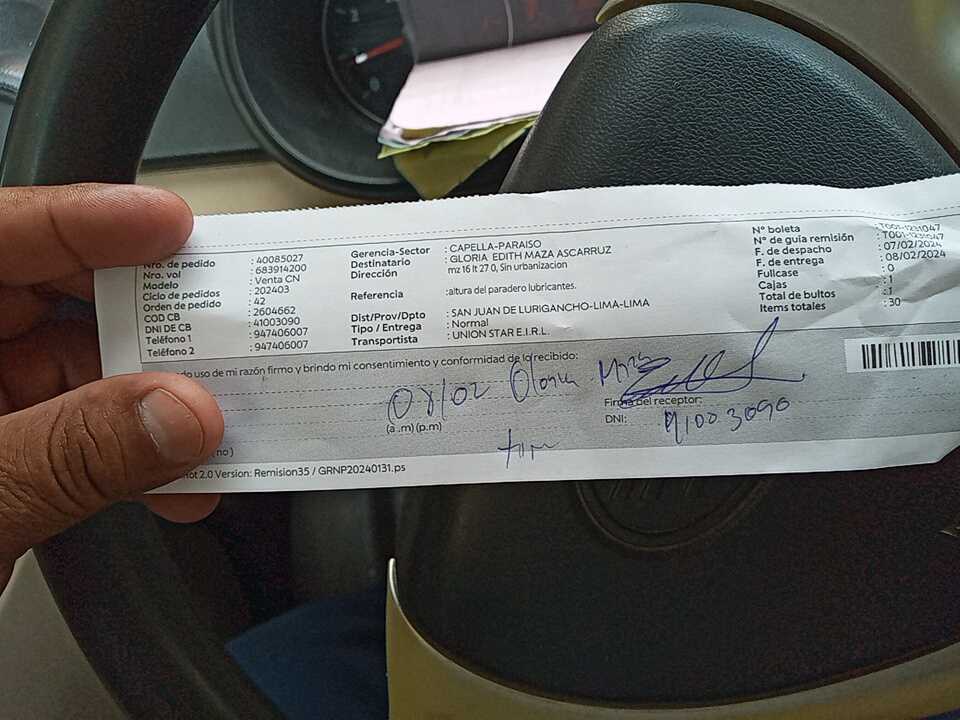 Nro. de pedido : 40085027
Nro. vol : 683914200
Modelo : Venta CN
Ciclo de pedidos : 202403
Orden de pedido : 42
COD CB : 2604662
DNI DE CB : 41003090
Teléfono 1 : 947406007
Teléfono 2 : 947406007
Gerencia-Sector : CAPELLA-PARAISO
Destinatario : GLORIA EDITH MAZA ASCARRUZ
Dirección mz 16 lt 27 0, Sin urbanizacion
Referencia :altura del paradero lubricantes.
Dist/Prov/Dpto : SAN JUAN DE LURIGANCHO-LIMA-LIMA
Tipo / Entrega : Normal
Transportista : UNION STAR E.I.R.L.
N° boleta
N° de guia remisión
F. de despacho : 07/02/2024
F. de entrega : 08/02/2024
Fullcase : 0
Cajas : 1
Total de bultos : 1
Items totales : 30
do uso de mi razón firmo y brindo mi consentimiento y conformidad de lo recibido:
08/02 Gloria Maza
(a .m) (p.m)
Firma del receptor:
DNI: 41003090
no )
Hot 2.0 Version: Remision35 / GRNP20240131.ps